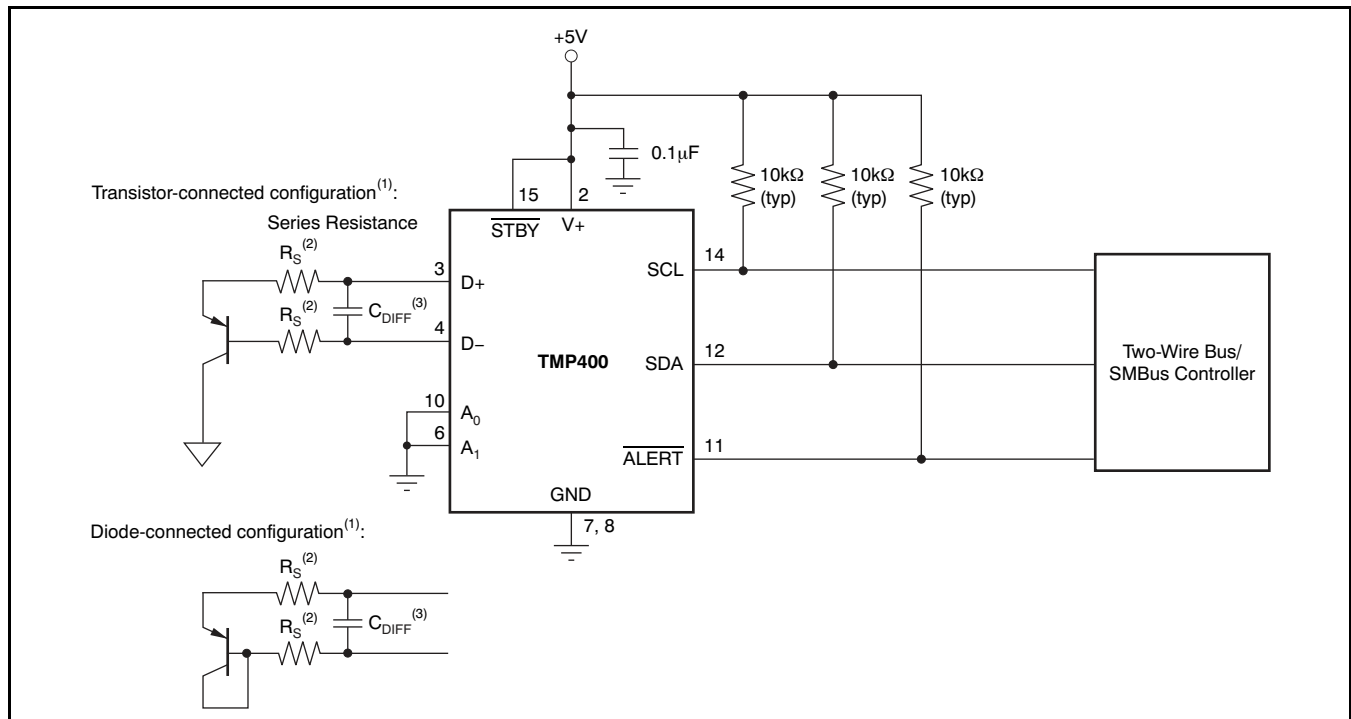 +5V
0.1μF
10kΩ
(typ)
10kΩ
(typ)
10kΩ
(typ)
Transistor-connected configuration(1):
Series Resistance
RS(2)
RS(2)
CDIFF(3)
15
2
STBY
V+
3
D+
4
D−
TMP400
10
A0
6
A1
GND
7, 8
SCL
14
SDA
12
ALERT
11
Two-Wire Bus/
SMBus Controller
Diode-connected configuration(1):
RS(2)
RS(2)
CDIFF(3)